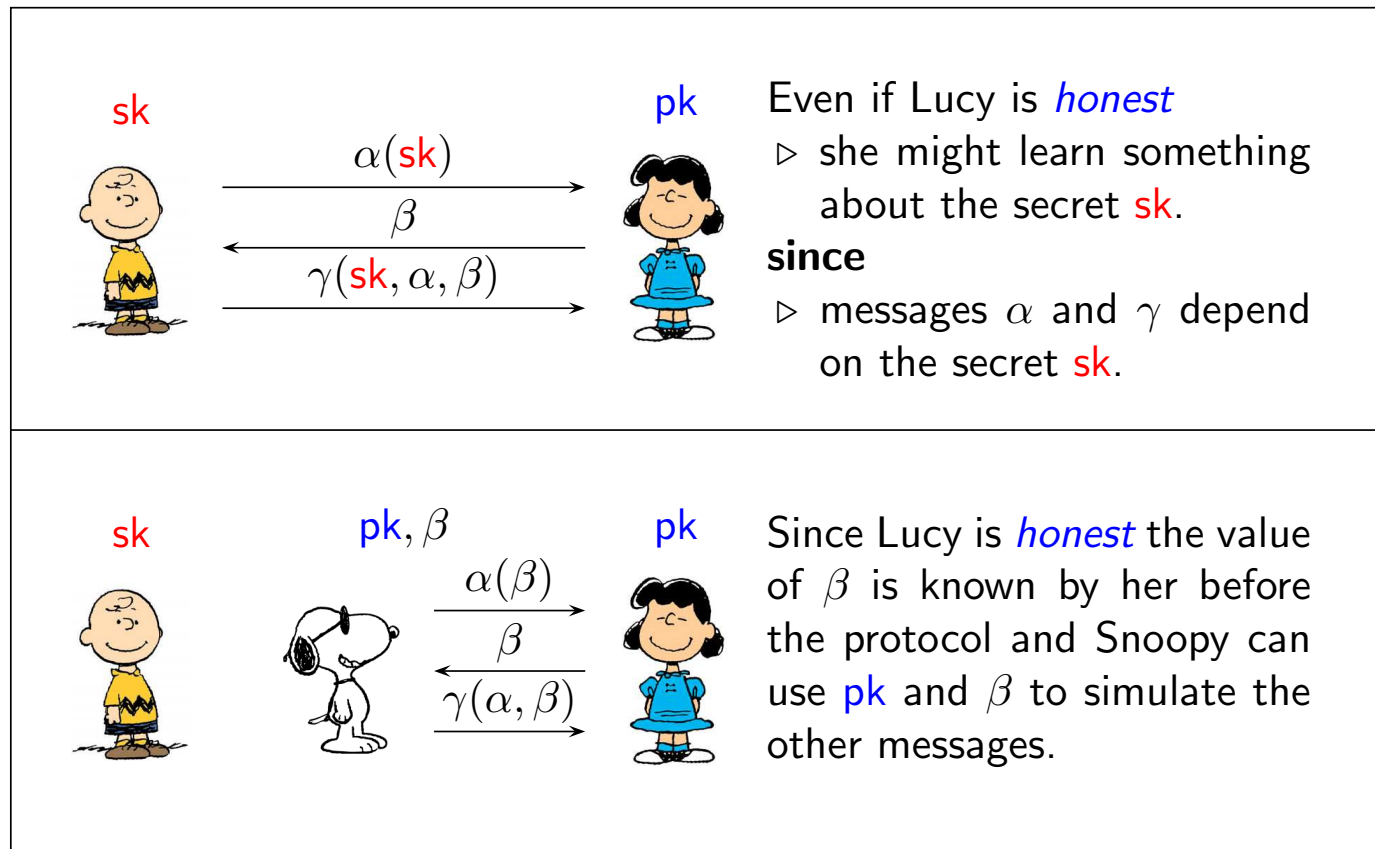 sk
pk
α(sk)
β
γ(sk, α, β)
Even if Lucy is honest
▷ she might learn something
about the secret sk.
since
▷ messages α and γ depend
on the secret sk.
sk
pk, β
pk
α(β)
β
γ(α, β)
Since Lucy is honest the value
of β is known by her before
the protocol and Snoopy can
use pk and β to simulate the
other messages.